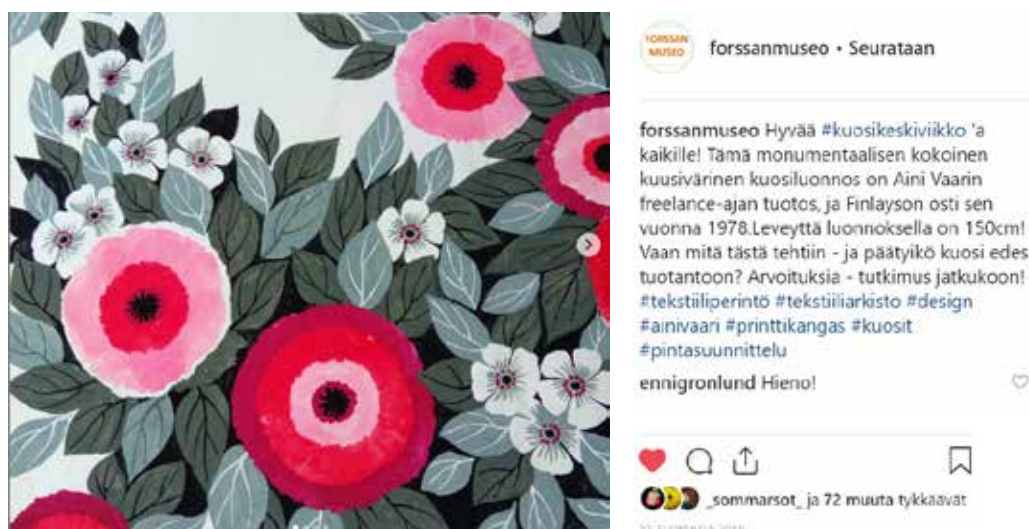 FORSSAN
MUSEO
forssanmuseo • Seurataan
forssanmuseo Hyvää #kuosikeskiviikko 'a
kaikille! Tämä monumentaalisen kokoinen
kuusivärinen kuosiluonnos on Aini Vaarin
freelance-ajan tuotos, ja Finlayson osti sen
vuonna 1978.Leveyttä luonnoksella on 150cm!
Vaan mitä tästä tehtiin - ja päätyikö kuosi edes
tuotantoon? Arvoituksia - tutkimus jatkukoon!
#tekstiiliperintö #tekstiiliarkisto #design
#ainivaari #printtikangas #kuosit
#pintasuunnittelu
ennigronlund Hieno!
_sommarsot_ ja 72 muuta tykkäävät